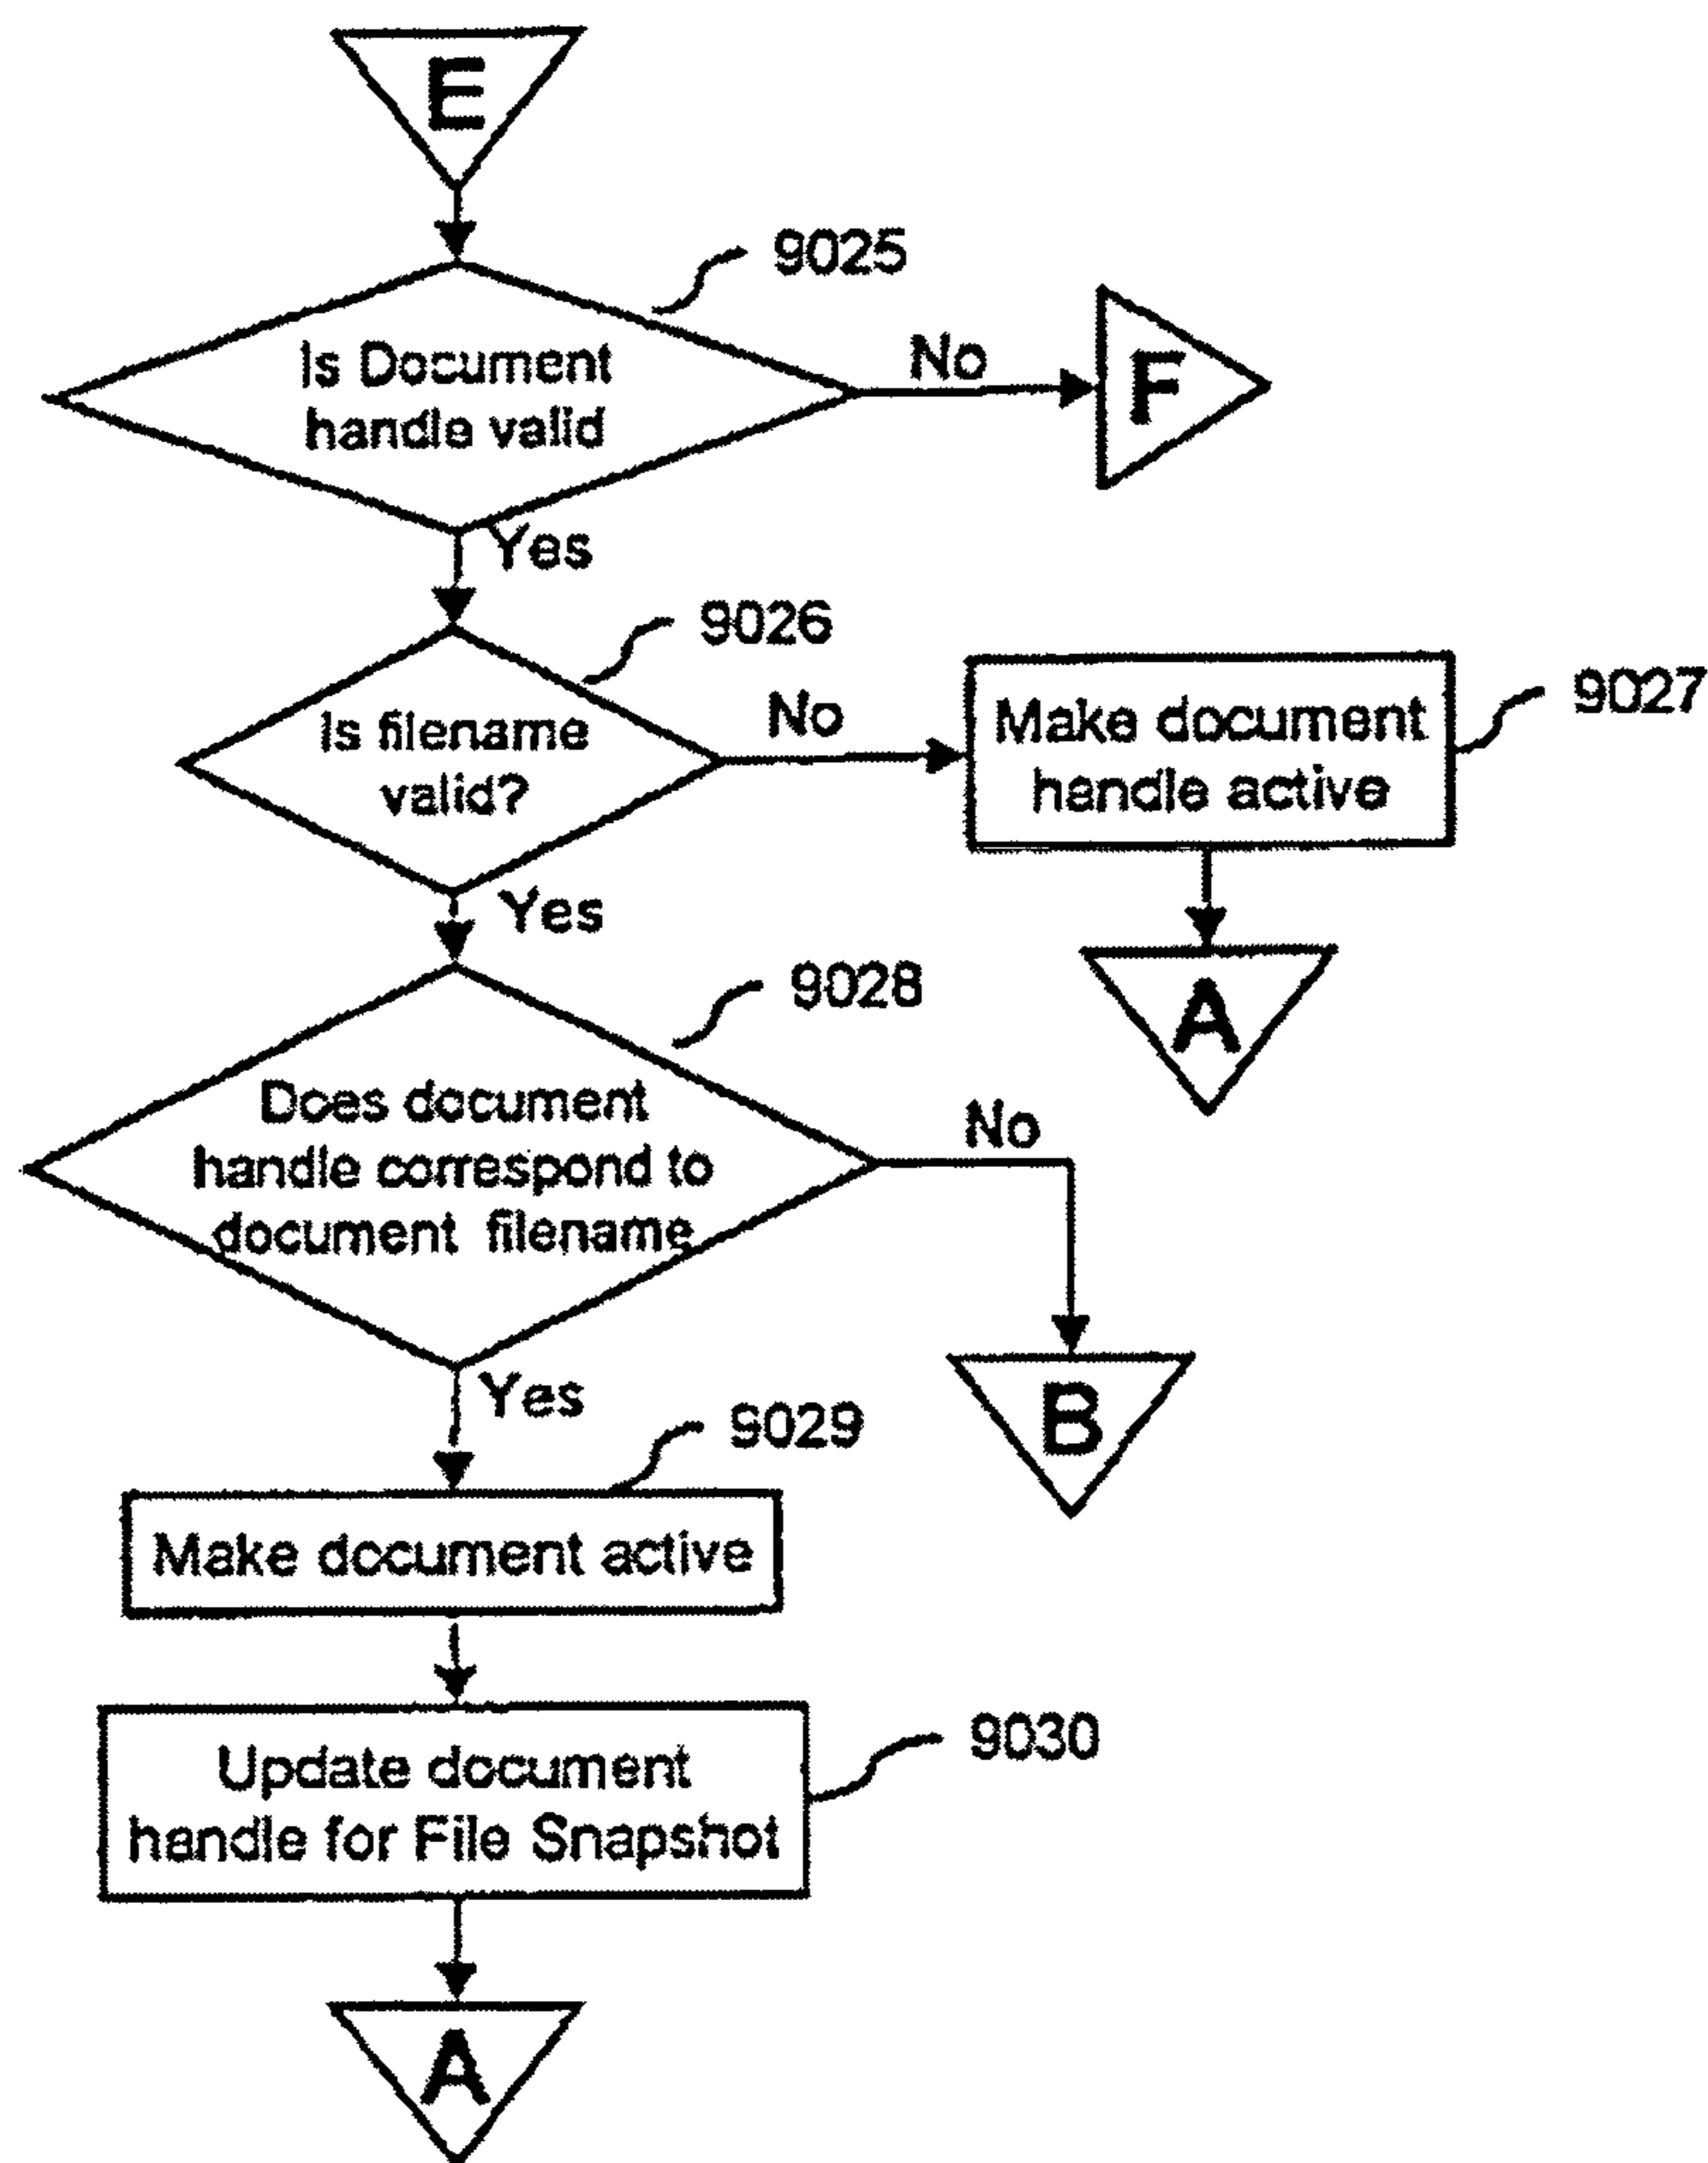 E
9025
Is Document
handle valid
No
F
Yes
9026
Is filename
valid?
No
Make document
handle active
9027
Yes
A
9028
Does document
handle correspond to
document filename
No
B
Yes
9029
Make document active
Update document
handle for File Snapshot
9030
A